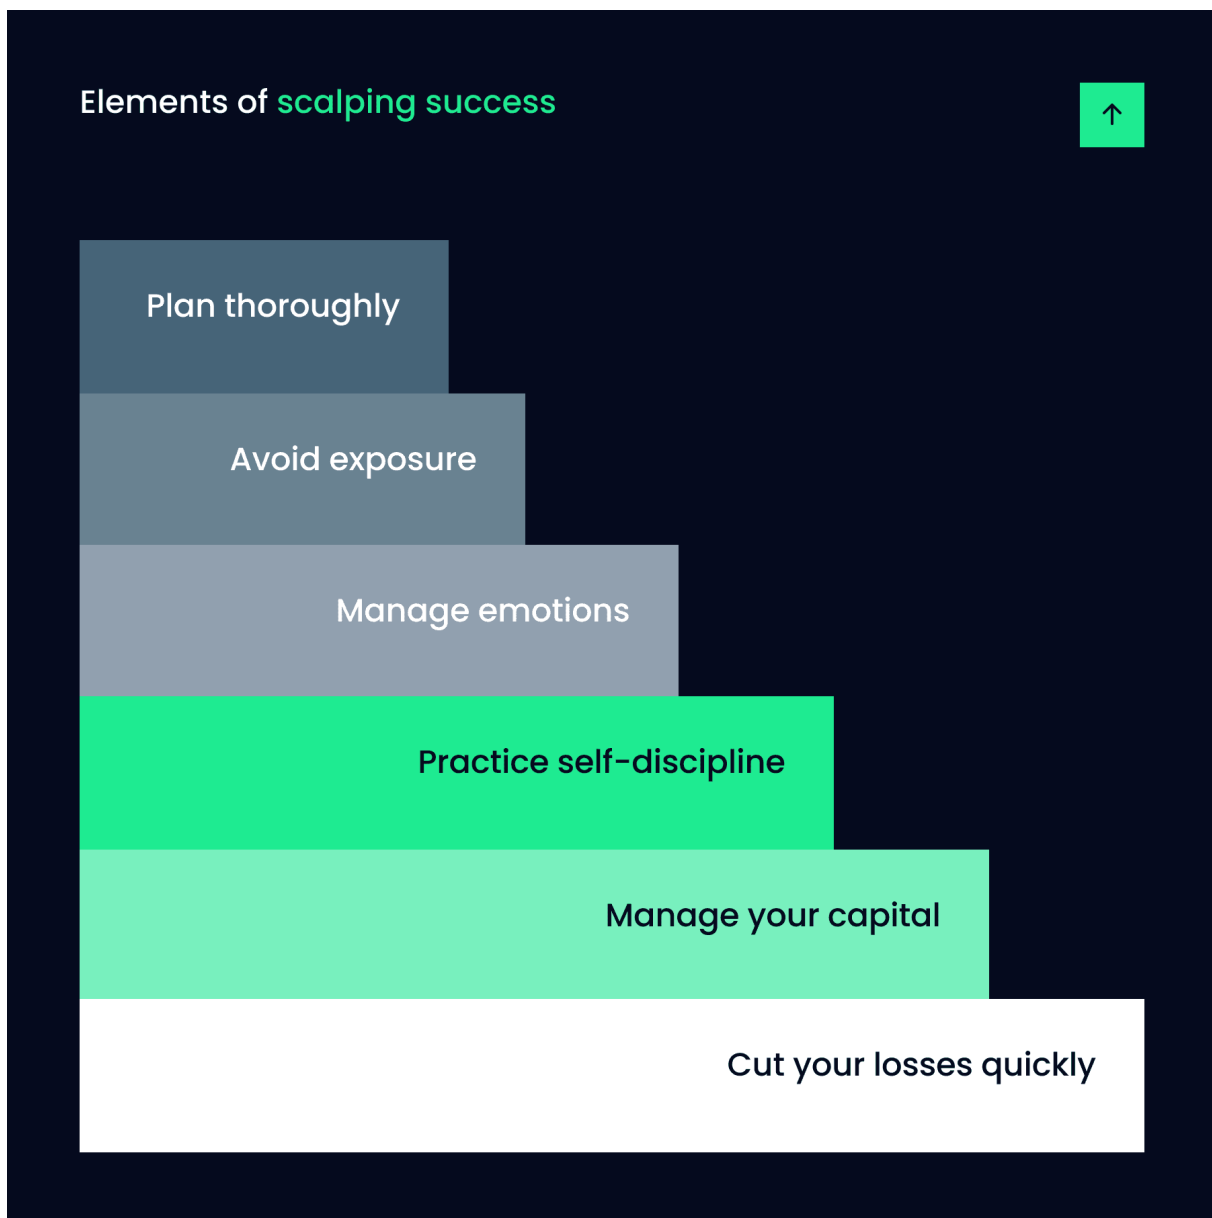 Elements of scalping success
Plan thoroughly
Avoid exposure
Manage emotions
Practice self-discipline
Manage your capital
Cut your losses quickly